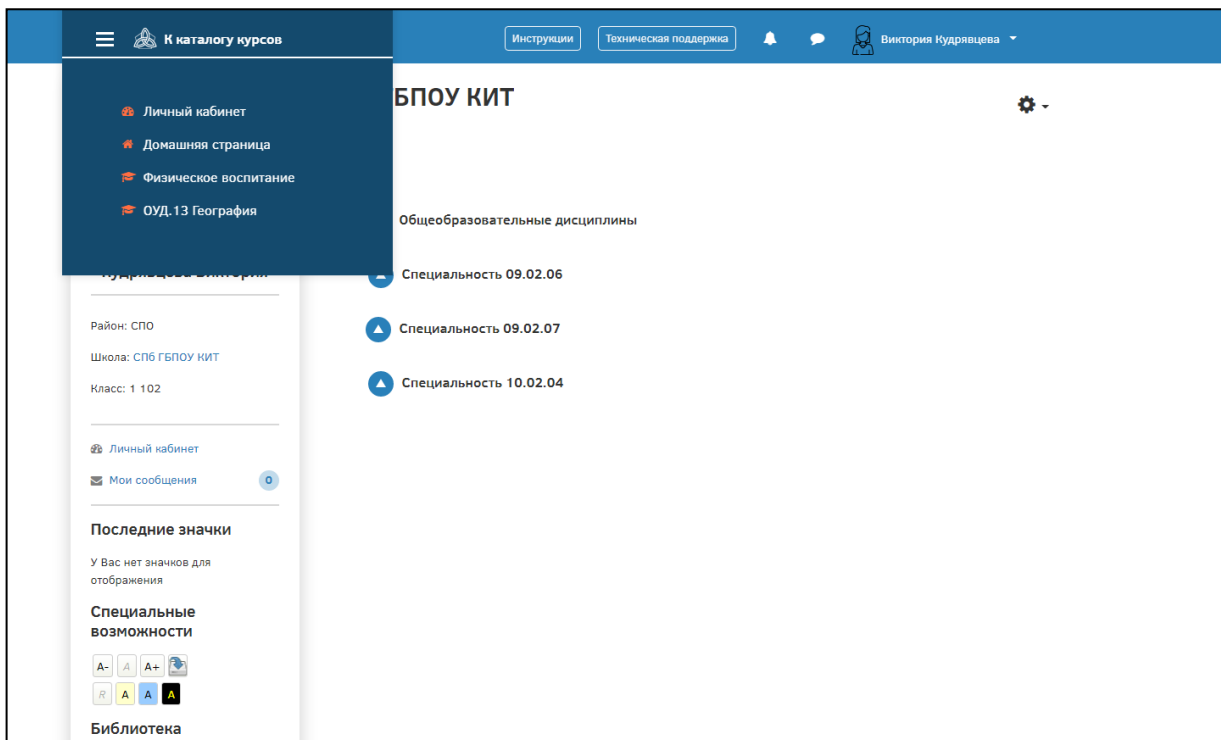 К каталогу курсов
Инструкции
Техническая поддержка
Виктория Кудрявцева
Личный кабинет
Домашняя страница
Физическое воспитание
ОУД.13 География
БПОУ КИТ
Общеобразовательные дисциплины
Специальность 09.02.06
Специальность 09.02.07
Специальность 10.02.04
Кудрявцева Виктория
Район: СПО
Школа: СПб ГБПОУ КИТ
Класс: 1 102
Личный кабинет
Мои сообщения 0
Последние значки
У Вас нет значков для
отображения
Специальные
возможности
A- A A+
R A A A
Библиотека